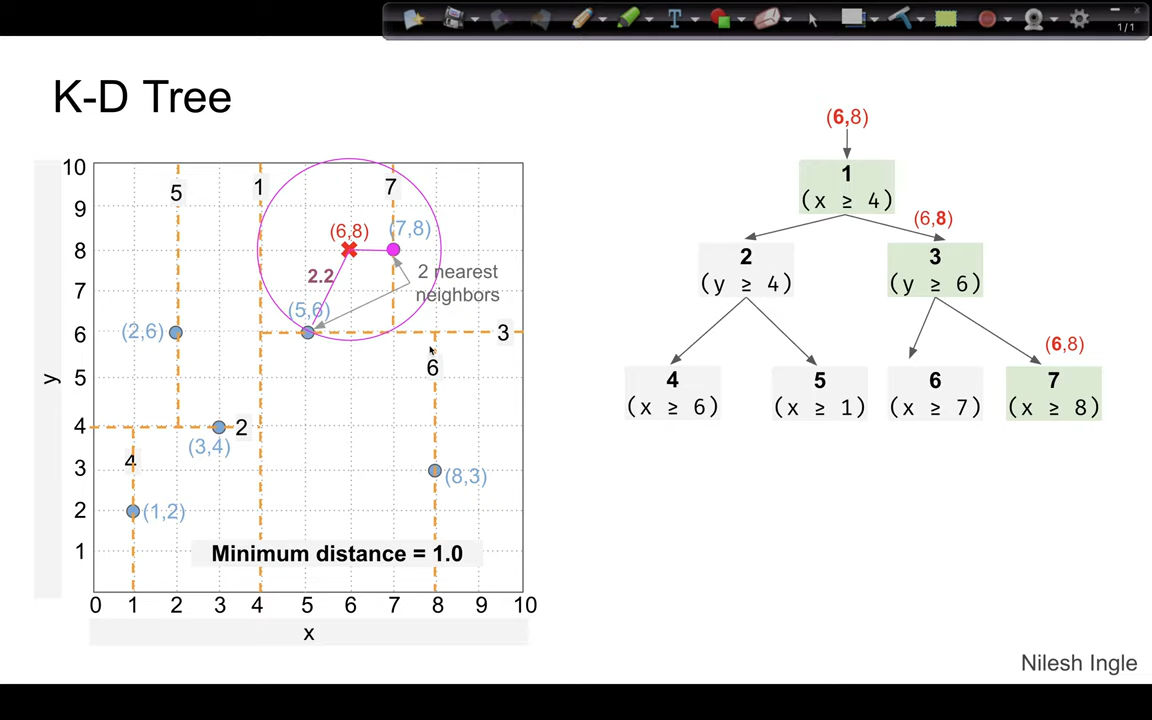 1/1
K-D Tree
10
9
8
7
6
5
4
3
2
1
0 1 2 3 4 5 6 7 8 9 10
x
y
5
1
7
(6,8)
(7,8)
2.2
2 nearest
neighbors
(5,6)
(2,6)
3
6
2
(3,4)
4
(8,3)
(1,2)
Minimum distance = 1.0
(6,8)
1
(x ≥ 4)
(6,8)
2
(y ≥ 4)
3
(y ≥ 6)
(6,8)
4
(x ≥ 6)
5
(x ≥ 1)
6
(x ≥ 7)
7
(x ≥ 8)
Nilesh Ingle